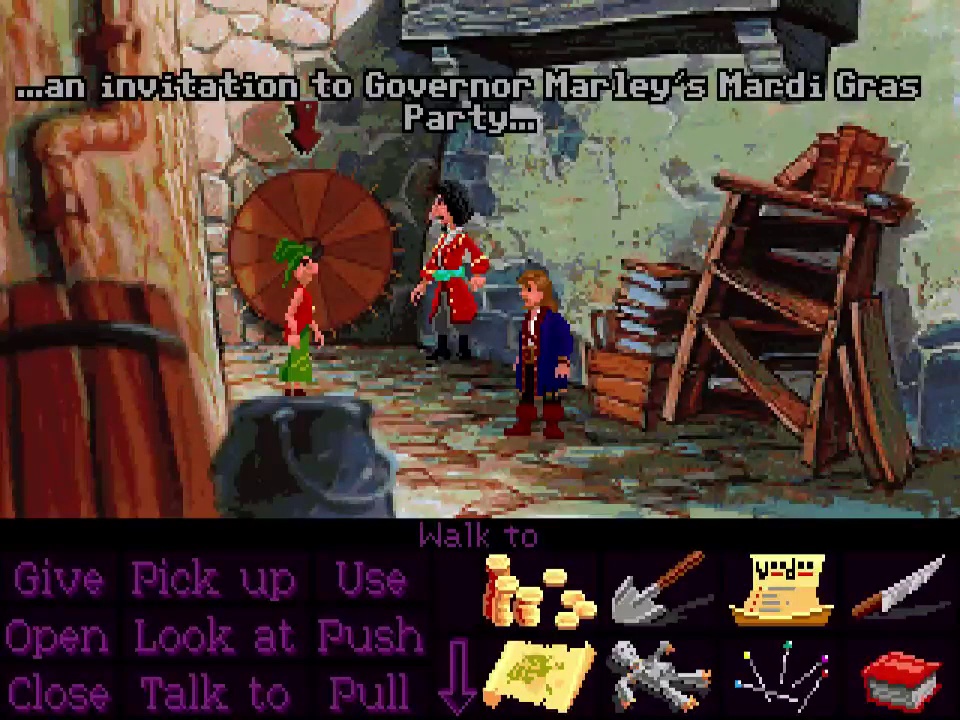 ...an invitation to Governor Marley's Mardi Gras
Party...
Walk to
Give Pick up Use
Open Look at Push
Close Talk to Pull